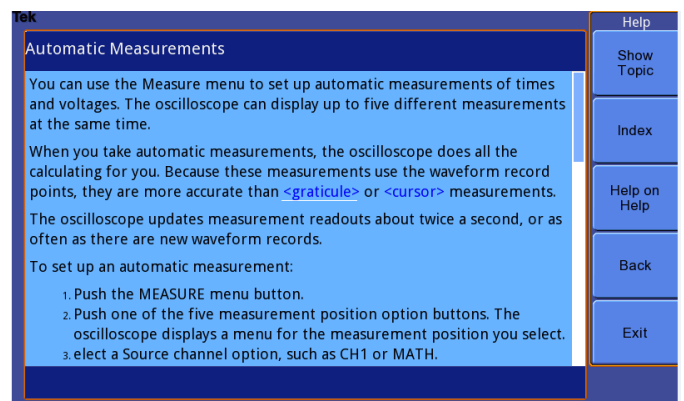 Tek
Automatic Measurements
You can use the Measure menu to set up automatic measurements of times
and voltages. The oscilloscope can display up to five different measurements
at the same time.
When you take automatic measurements, the oscilloscope does all the
calculating for you. Because these measurements use the waveform record
points, they are more accurate than <graticule> or <cursor> measurements.
The oscilloscope updates measurement readouts about twice a second, or as
often as there are new waveform records.
To set up an automatic measurement:
1. Push the MEASURE menu button.
2. Push one of the five measurement position option buttons. The
oscilloscope displays a menu for the measurement position you select.
3. elect a Source channel option, such as CH1 or MATH.
Help
Show
Topic
Index
Help on
Help
Back
Exit